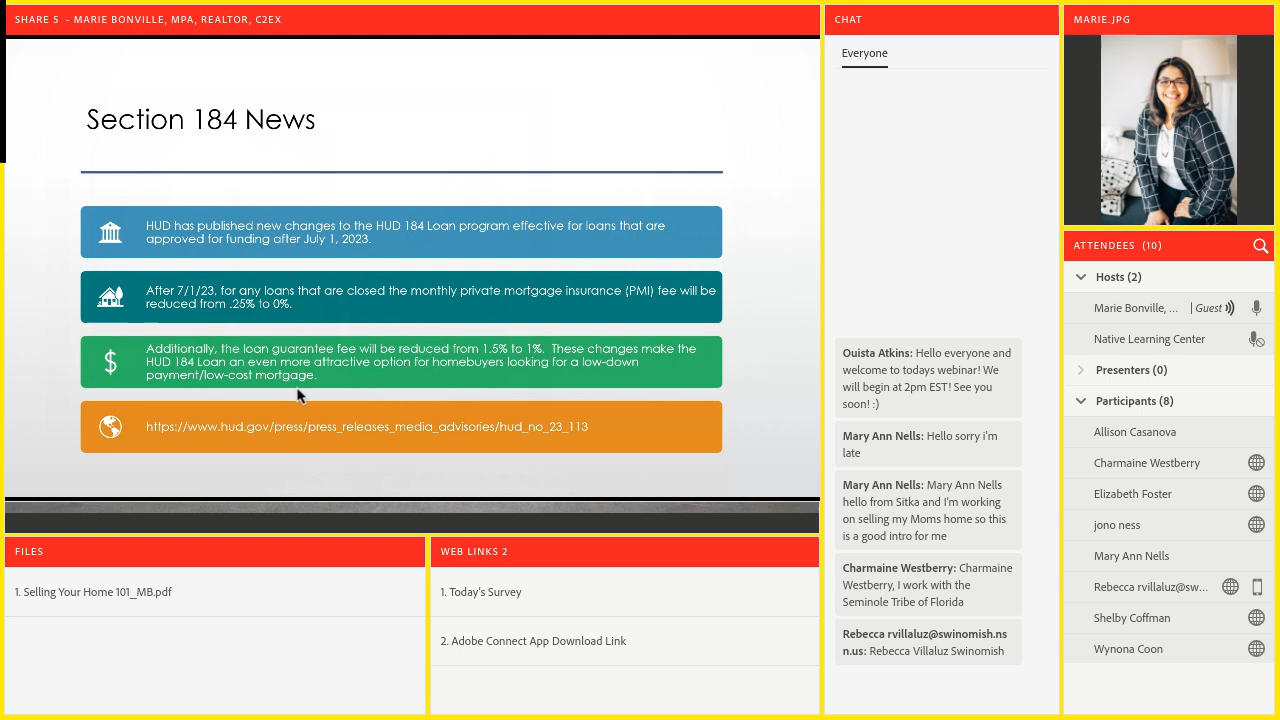 SHARE 5 - MARIE BONVILLE, MPA, REALTOR, C2EX
Section 184 News
HUD has published new changes to the HUD 184 Loan program effective for loans that are
approved for funding after July 1, 2023.
After 7/1/23, for any loans that are closed the monthly private mortgage insurance (PMI) fee will be
reduced from .25% to 0%.
$
Additionally, the loan guarantee fee will be reduced from 1.5% to 1%. These changes make the
HUD 184 Loan an even more attractive option for homebuyers looking for a low-down
payment/low-cost mortgage.
https://www.hud.gov/press/press_releases_media_advisories/hud_no_23_113
FILES
1. Selling Your Home 101_MB.pdf
WEB LINKS 2
1. Today's Survey
2. Adobe Connect App Download Link
CHAT
Everyone
Ouista Atkins: Hello everyone and
welcome to todays webinar! We
will begin at 2pm EST! See you
soon! :)
Mary Ann Nells: Hello sorry i'm
late
Mary Ann Nells: Mary Ann Nells
hello from Sitka and I'm working
on selling my Moms home so this
is a good intro for me
Charmaine Westberry: Charmaine
Westberry, I work with the
Seminole Tribe of Florida
Rebecca rvillaluz@swinomish.ns
n.us: Rebecca Villaluz Swinomish
MARIE.JPG
ATTENDEES (10)
Hosts (2)
Marie Bonville, ... | Guest
Native Learning Center
Presenters (0)
Participants (8)
Allison Casanova
Charmaine Westberry
Elizabeth Foster
jono ness
Mary Ann Nells
Rebecca rvillaluz@sw...
Shelby Coffman
Wynona Coon